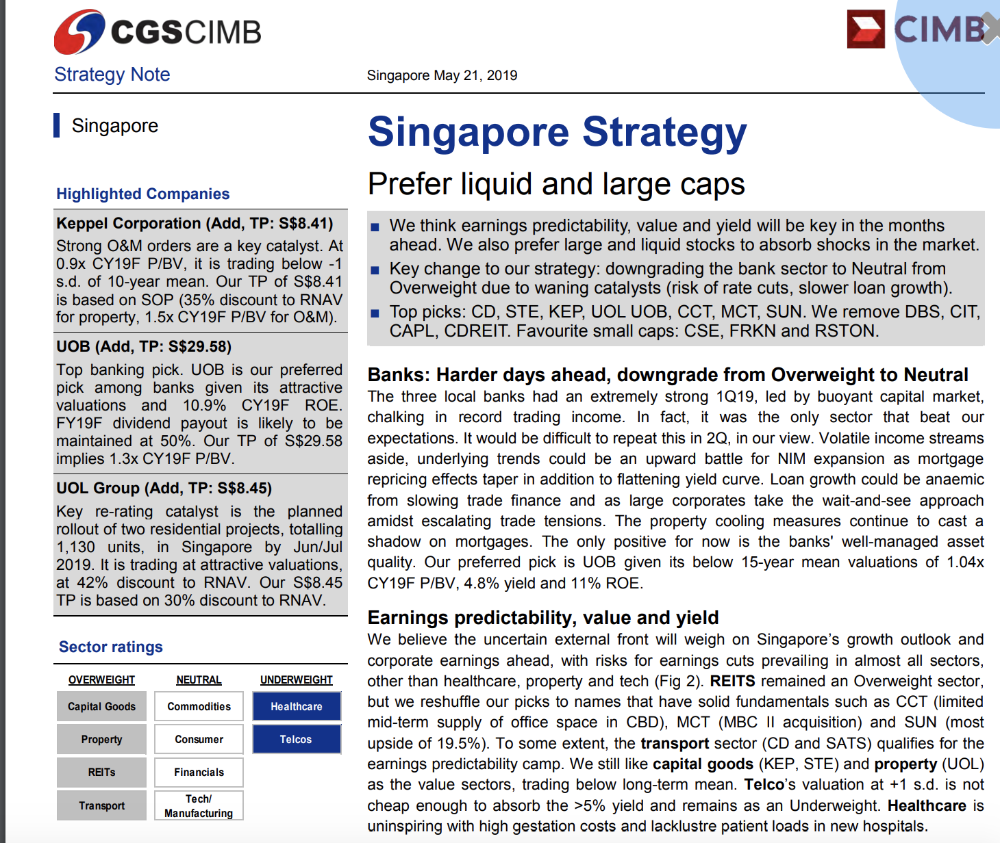 CGSCIMB
CIMB
Strategy Note
Singapore May 21, 2019
Singapore
Highlighted Companies
Keppel Corporation (Add, TP: S$8.41)
Strong O&M orders are a key catalyst. At
0.9x CY19F P/BV, it is trading below -1
s.d. of 10-year mean. Our TP of S$8.41
is based on SOP (35% discount to RNAV
for property, 1.5x CY19F P/BV for O&M).
UOB (Add, TP: S$29.58)
Top banking pick. UOB is our preferred
pick among banks given its attractive
valuations and 10.9% CY19F ROE.
FY19F dividend payout is likely to be
maintained at 50%. Our TP of S$29.58
implies 1.3x CY19F P/BV.
UOL Group (Add, TP: S$8.45)
Key re-rating catalyst is the planned
rollout of two residential projects, totalling
1,130 units, in Singapore by Jun/Jul
2019. It is trading at attractive valuations,
at 42% discount to RNAV. Our S$8.45
TP is based on 30% discount to RNAV.
Sector ratings
OVERWEIGHT NEUTRAL UNDERWEIGHT
Capital Goods Commodities Healthcare
Property Consumer Telcos
REITs Financials
Transport Tech/
Manufacturing
Singapore Strategy
Prefer liquid and large caps
■ We think earnings predictability, value and yield will be key in the months
ahead. We also prefer large and liquid stocks to absorb shocks in the market.
■ Key change to our strategy: downgrading the bank sector to Neutral from
Overweight due to waning catalysts (risk of rate cuts, slower loan growth).
■ Top picks: CD, STE, KEP, UOL UOB, CCT, MCT, SUN. We remove DBS, CIT,
CAPL, CDREIT. Favourite small caps: CSE, FRKN and RSTON.
Banks: Harder days ahead, downgrade from Overweight to Neutral
The three local banks had an extremely strong 1Q19, led by buoyant capital market,
chalking in record trading income. In fact, it was the only sector that beat our
expectations. It would be difficult to repeat this in 2Q, in our view. Volatile income streams
aside, underlying trends could be an upward battle for NIM expansion as mortgage
repricing effects taper in addition to flattening yield curve. Loan growth could be anaemic
from slowing trade finance and as large corporates take the wait-and-see approach
amidst escalating trade tensions. The property cooling measures continue to cast a
shadow on mortgages. The only positive for now is the banks' well-managed asset
quality. Our preferred pick is UOB given its below 15-year mean valuations of 1.04x
CY19F P/BV, 4.8% yield and 11% ROE.
Earnings predictability, value and yield
We believe the uncertain external front will weigh on Singapore’s growth outlook and
corporate earnings ahead, with risks for earnings cuts prevailing in almost all sectors,
other than healthcare, property and tech (Fig 2). REITS remained an Overweight sector,
but we reshuffle our picks to names that have solid fundamentals such as CCT (limited
mid-term supply of office space in CBD), MCT (MBC II acquisition) and SUN (most
upside of 19.5%). To some extent, the transport sector (CD and SATS) qualifies for the
earnings predictability camp. We still like capital goods (KEP, STE) and property (UOL)
as the value sectors, trading below long-term mean. Telco’s valuation at +1 s.d. is not
cheap enough to absorb the >5% yield and remains as an Underweight. Healthcare is
uninspiring with high gestation costs and lacklustre patient loads in new hospitals.